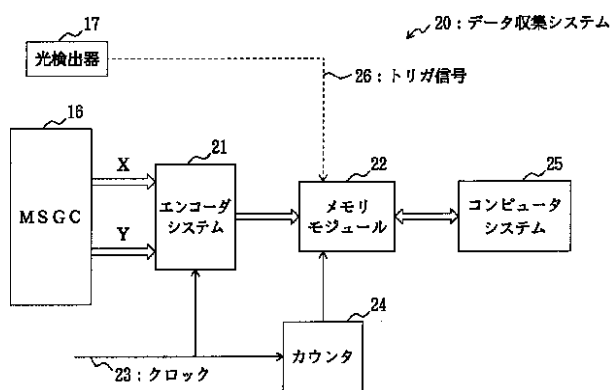 20:データ収集システム
17
光検出器
26:トリガ信号
16
MSGC
X
Y
21
エンコーダ
システム
22
メモリ
モジュール
25
コンピュータ
システム
24
カウンタ
23:クロック